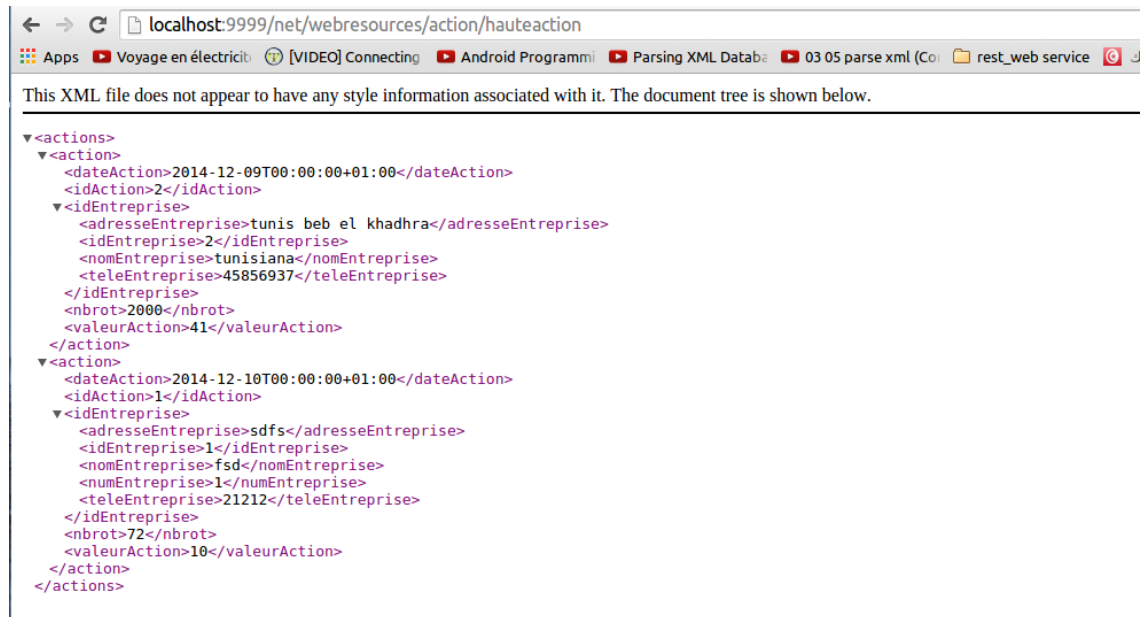 localhost:9999/net/webresources/action/hauteaction
Apps Voyage en électricit [VIDEO] Connecting Android Programmi Parsing XML Databa 03 05 parse xml (Co rest_web service
This XML file does not appear to have any style information associated with it. The document tree is shown below.
▼<actions>
▼<action>
<dateAction>2014-12-09T00:00:00+01:00</dateAction>
<idAction>2</idAction>
▼<idEntreprise>
<adresseEntreprise>tunis beb el khadhra</adresseEntreprise>
<idEntreprise>2</idEntreprise>
<nomEntreprise>tunisiana</nomEntreprise>
<teleEntreprise>45856937</teleEntreprise>
</idEntreprise>
<nbrot>2000</nbrot>
<valeurAction>41</valeurAction>
</action>
▼<action>
<dateAction>2014-12-10T00:00:00+01:00</dateAction>
<idAction>1</idAction>
▼<idEntreprise>
<adresseEntreprise>sdfs</adresseEntreprise>
<idEntreprise>1</idEntreprise>
<nomEntreprise>fsd</nomEntreprise>
<numEntreprise>1</numEntreprise>
<teleEntreprise>21212</teleEntreprise>
</idEntreprise>
<nbrot>72</nbrot>
<valeurAction>10</valeurAction>
</action>
</actions>